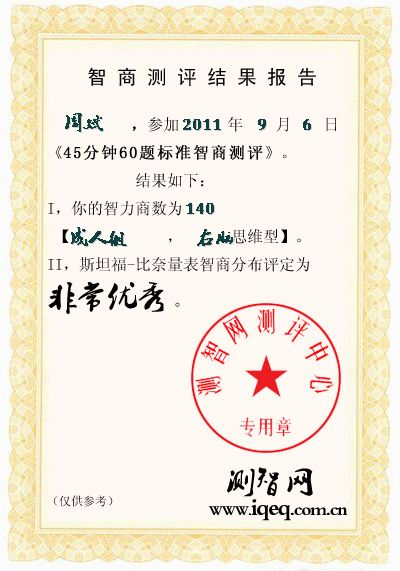 智商测评结果报告
周斌，参加2011年 9 月 6 日
《45分钟60题标准智商测评》。
结果如下：
I，你的智力商数为140
【成人组，右脑思维型】。
II，斯坦福-比奈量表智商分布评定为
非常优秀。
测智网测评中心
专用章
测智网
（仅供参考） www.iqeq.com.cn